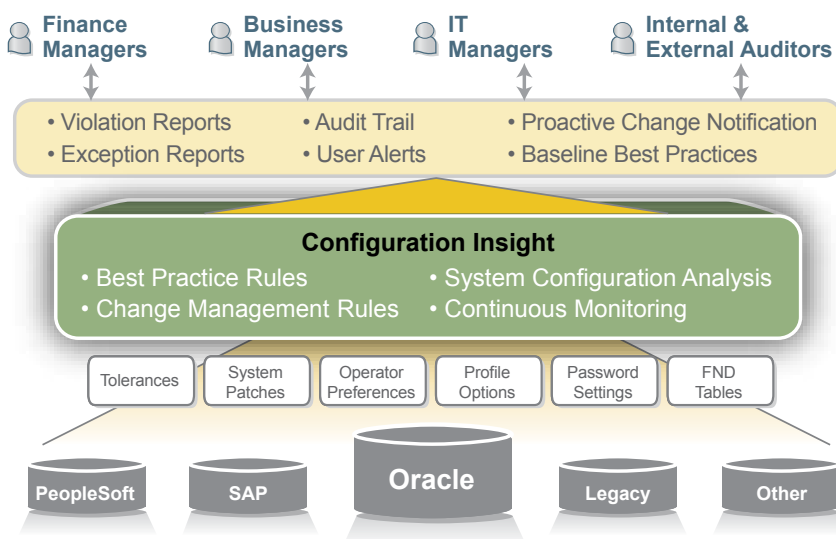 Finance
Managers
Business
Managers
IT
Managers
Internal &
External Auditors
• Violation Reports
• Exception Reports
• Audit Trail
• User Alerts
• Proactive Change Notification
• Baseline Best Practices
Configuration Insight
• Best Practice Rules
• Change Management Rules
• System Configuration Analysis
• Continuous Monitoring
Tolerances
System
Patches
Operator
Preferences
Profile
Options
Password
Settings
FND
Tables
PeopleSoft
SAP
Oracle
Legacy
Other